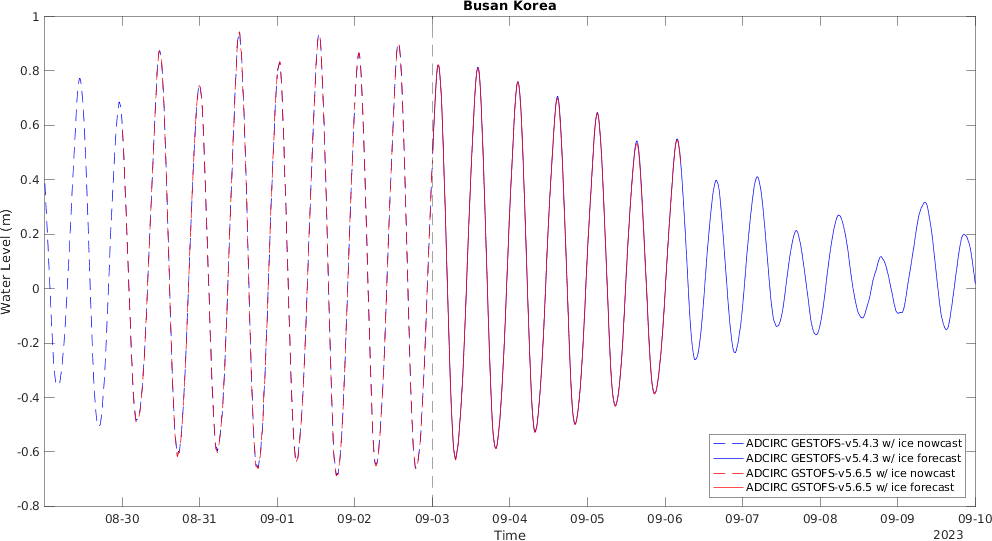 Busan Korea
1
0.8
0.6
0.4
0.2
0
-0.2
-0.4
-0.6
-0.8
Water Level (m)
ADCIRC GESTOFS-v5.4.3 w/ ice nowcast
ADCIRC GESTOFS-v5.4.3 w/ ice forecast
ADCIRC GSTOFS-v5.6.5 w/ ice nowcast
ADCIRC GSTOFS-v5.6.5 w/ ice forecast
08-30 08-31 09-01 09-02 09-03 09-04 09-05 09-06 09-07 09-08 09-09 09-10
Time
2023